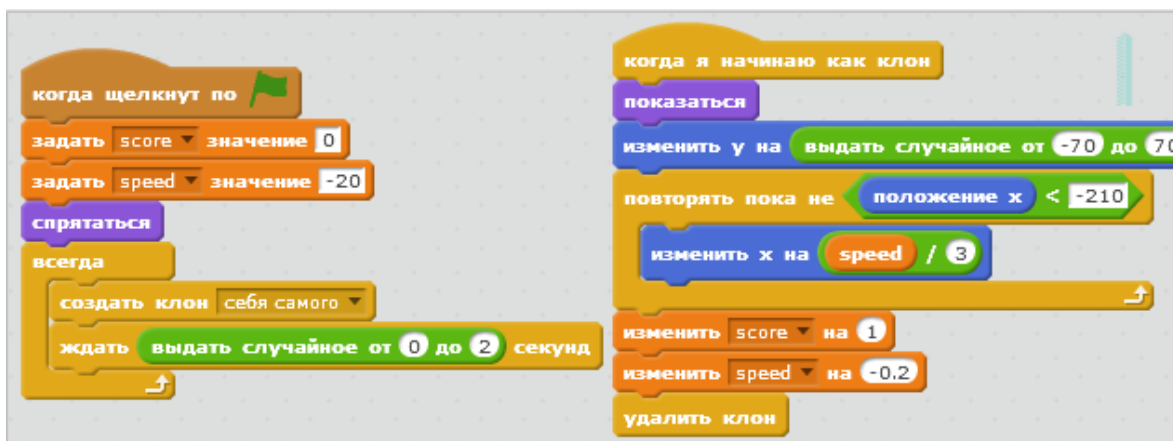 когда щелкнут по
задать score значение 0
задать speed значение -20
спрятаться
всегда
создать клон себя самого
ждать выдать случайное от 0 до 2 секунд
когда я начинаю как клон
показаться
изменить y на выдать случайное от -70 до 70
повторять пока не положение x < -210
изменить x на speed / 3
изменить score на 1
изменить speed на -0.2
удалить клон